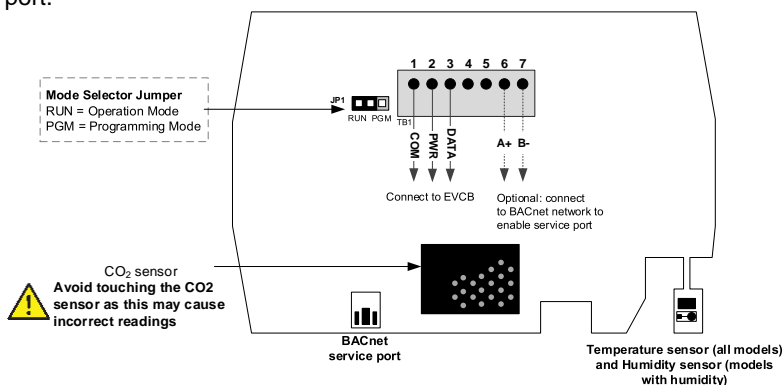 port.
Mode Selector Jumper
RUN = Operation Mode
PGM = Programming Mode
JP1
RUN PGM
1 2 3 4 5 6 7
TB1
COM
PWR
DATA
A+ B-
Connect to EVCB
Optional: connect
to BACnet network to
enable service port
CO₂ sensor
Avoid touching the CO2
sensor as this may cause
incorrect readings
BACnet
service port
Temperature sensor (all models)
and Humidity sensor (models
with humidity)